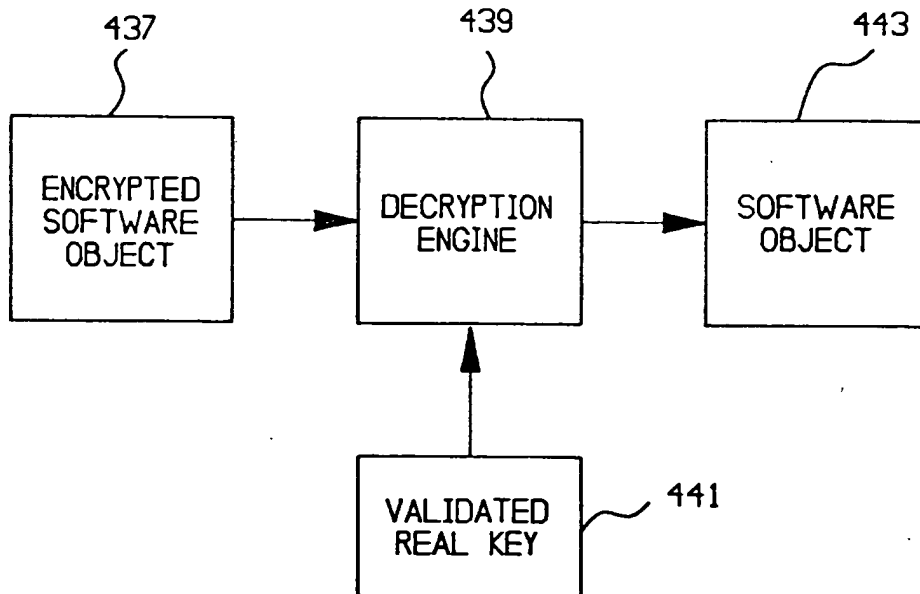 437
439
443
ENCRYPTED
SOFTWARE
OBJECT
DECRYPTION
ENGINE
SOFTWARE
OBJECT
VALIDATED
REAL KEY
441